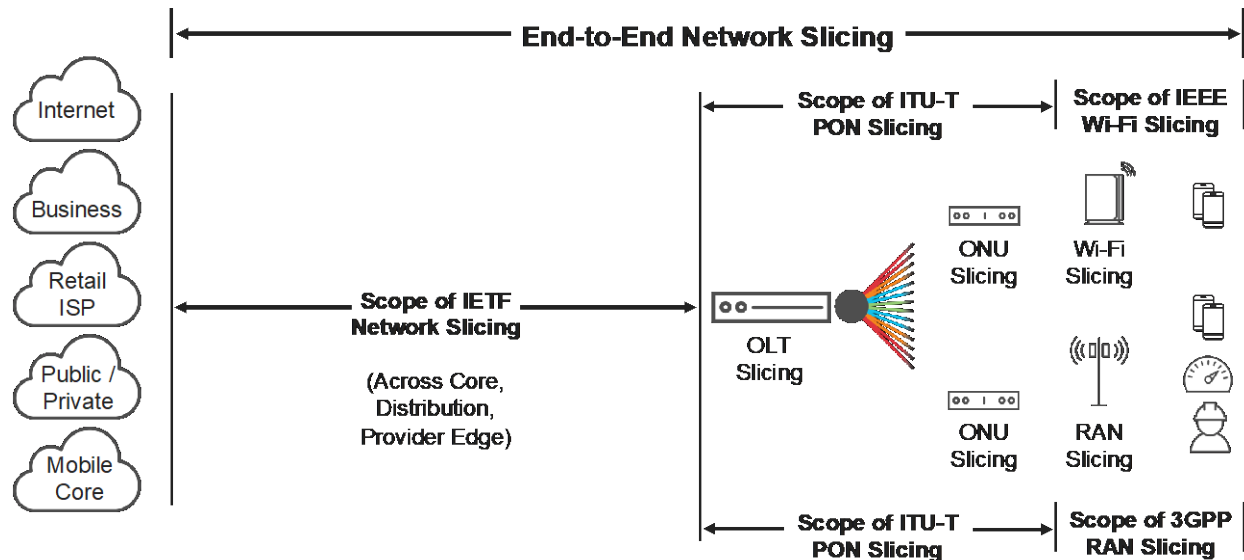 End-to-End Network Slicing
Internet
Business
Retail
ISP
Public /
Private
Mobile
Core
Scope of IETF
Network Slicing
(Across Core,
Distribution,
Provider Edge)
Scope of ITU-T
PON Slicing
Scope of IEEE
Wi-Fi Slicing
OLT
Slicing
ONU
Slicing
Wi-Fi
Slicing
ONU
Slicing
RAN
Slicing
Scope of ITU-T
PON Slicing
Scope of 3GPP
RAN Slicing